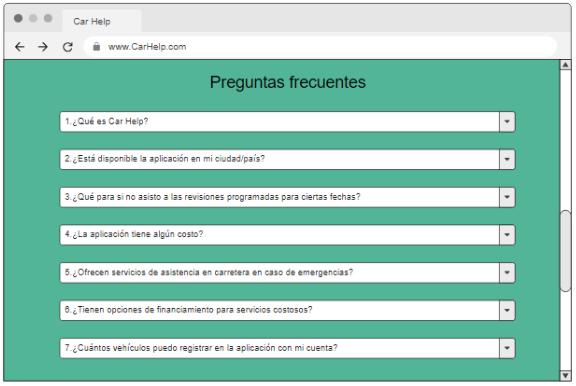 Car Help
www.CarHelp.com
Preguntas frecuentes
1.¿Qué es Car Help?
2.¿Está disponible la aplicación en mi ciudad/país?
3.¿Qué para si no asisto a las revisiones programadas para ciertas fechas?
4.¿La aplicación tiene algún costo?
5.¿Ofrecen servicios de asistencia en carretera en caso de emergencias?
6.¿Tienen opciones de financiamiento para servicios costosos?
7.¿Cuántos vehículos puedo registrar en la aplicación con mi cuenta?